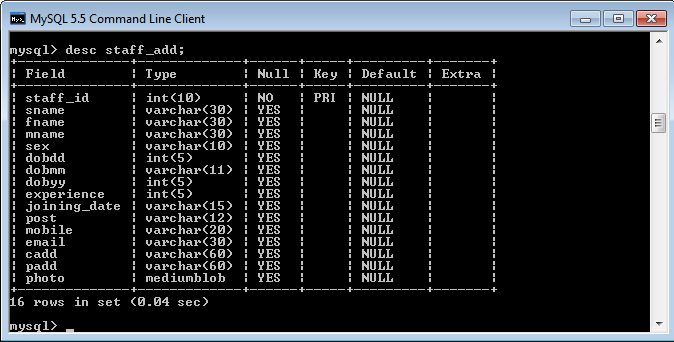 MySQL 5.5 Command Line Client
mysql> desc staff_add;
+--------------+-------------+------+-----+---------+-------+
| Field        | Type        | Null | Key | Default | Extra |
+--------------+-------------+------+-----+---------+-------+
| staff_id     | int(10)     | NO   | PRI | NULL    |       |
| sname        | varchar(30) | YES  |     | NULL    |       |
| fname        | varchar(30) | YES  |     | NULL    |       |
| mname        | varchar(30) | YES  |     | NULL    |       |
| sex          | varchar(10) | YES  |     | NULL    |       |
| dobdd        | int(5)      | YES  |     | NULL    |       |
| dobmm        | varchar(11) | YES  |     | NULL    |       |
| dobyy        | int(5)      | YES  |     | NULL    |       |
| experience   | int(5)      | YES  |     | NULL    |       |
| joining_date | varchar(15) | YES  |     | NULL    |       |
| post         | varchar(12) | YES  |     | NULL    |       |
| mobile       | varchar(20) | YES  |     | NULL    |       |
| email        | varchar(30) | YES  |     | NULL    |       |
| cadd         | varchar(60) | YES  |     | NULL    |       |
| padd         | varchar(60) | YES  |     | NULL    |       |
| photo        | mediumblob  | YES  |     | NULL    |       |
+--------------+-------------+------+-----+---------+-------+
16 rows in set (0.04 sec)
mysql> _